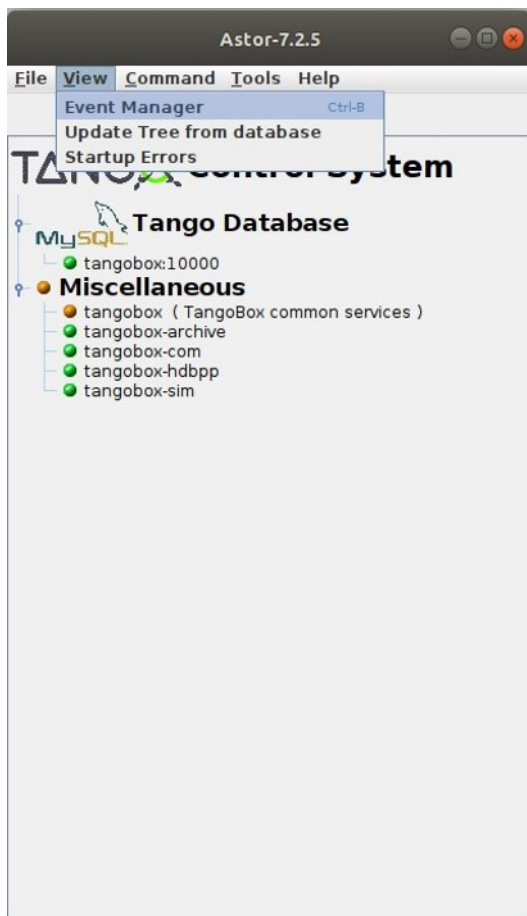 Astor-7.2.5
File View Command Tools Help
Event Manager Ctrl-B
Update Tree from database
Startup Errors
Control System
MySQL Tango Database
tangobox:10000
Miscellaneous
tangobox ( TangoBox common services )
tangobox-archive
tangobox-com
tangobox-hdbpp
tangobox-sim